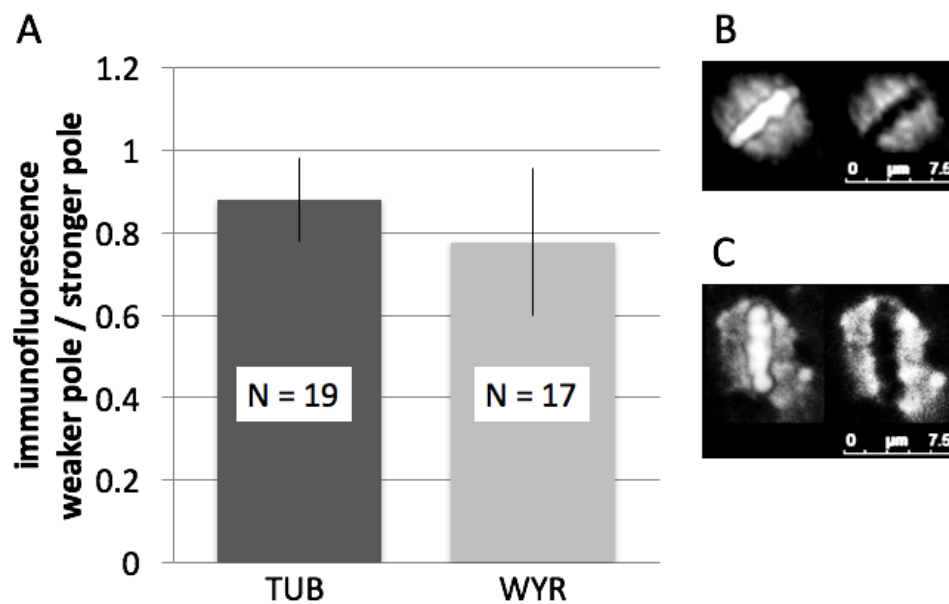 A
immunofluorescence
weaker pole / stronger pole
1.2
1
0.8
0.6
0.4
0.2
0
N = 19
N = 17
TUB
WYR
B
0 µm 7.5
C
0 µm 7.5